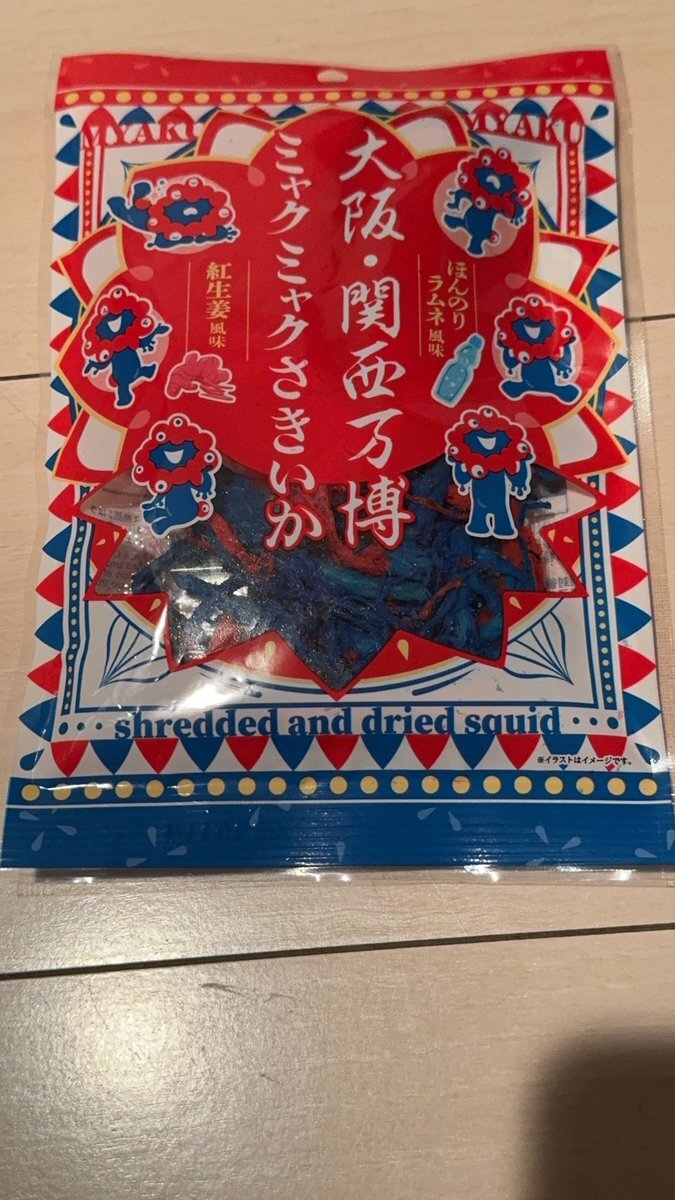 MYAKU
MYAKU
大阪・関西万博
ミャクミャクさきいか
ほんのり
ラムネ風味
紅生姜風味
shredded and dried squid
※イラストはイメージです。